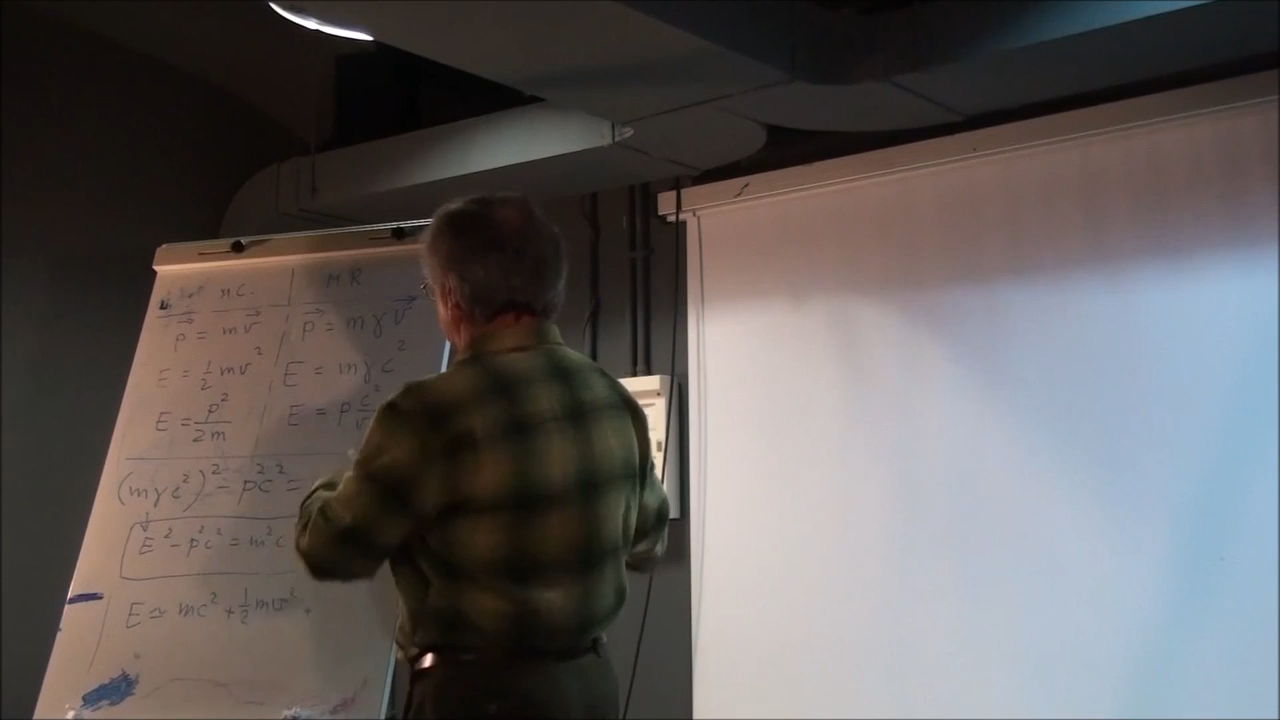 MC. | MR
p⃗ = mv⃗ | p⃗ = mγv⃗
E = ½mv² | E = mγc²
E = p²/2m | E = p c²/v
(mγc²)² - p²c² =
E² - p²c² = m²c
E ≃ mc² + ½mv² +